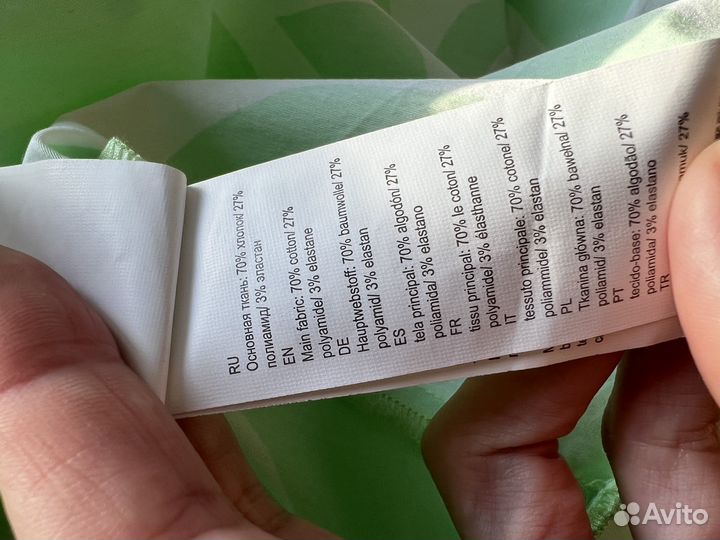 RU
Основная ткань: 70% хлопок/ 27%
полиамид/ 3% эластан
EN
Main fabric: 70% cotton/ 27%
polyamide/ 3% elastane
DE
Hauptwebstoff: 70% baumwolle/ 27%
polyamid/ 3% elastan
ES
tela principal: 70% algodón/ 27%
poliamida/ 3% elastano
FR
tissu principal: 70% le coton/ 27%
polyamide/ 3% élasthanne
IT
tessuto principale: 70% cotone/ 27%
poliammide/ 3% elastan
PL
Tkanina główna: 70% bawełna/ 27%
poliamid/ 3% elastan
PT
tecido-base: 70% algodão/ 27%
poliamida/ 3% elastano
TR
27%
Avito